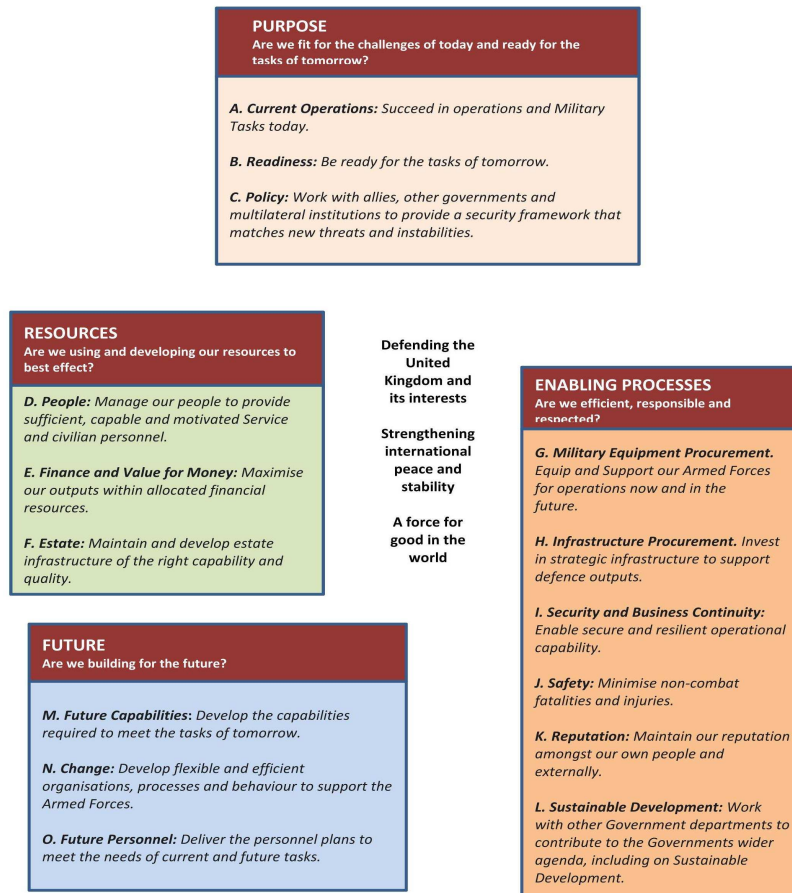 PURPOSE
Are we fit for the challenges of today and ready for the
tasks of tomorrow?
A. Current Operations: Succeed in operations and Military
Tasks today.
B. Readiness: Be ready for the tasks of tomorrow.
C. Policy: Work with allies, other governments and
multilateral institutions to provide a security framework that
matches new threats and instabilities.
RESOURCES
Are we using and developing our resources to
best effect?
D. People: Manage our people to provide
sufficient, capable and motivated Service
and civilian personnel.
E. Finance and Value for Money: Maximise
our outputs within allocated financial
resources.
F. Estate: Maintain and develop estate
infrastructure of the right capability and
quality.
Defending the
United
Kingdom and
its interests
Strengthening
international
peace and
stability
A force for
good in the
world
ENABLING PROCESSES
Are we efficient, responsible and
respected?
G. Military Equipment Procurement.
Equip and Support our Armed Forces
for operations now and in the
future.
H. Infrastructure Procurement. Invest
in strategic infrastructure to support
defence outputs.
I. Security and Business Continuity:
Enable secure and resilient operational
capability.
J. Safety: Minimise non-combat
fatalities and injuries.
K. Reputation: Maintain our reputation
amongst our own people and
externally.
L. Sustainable Development: Work
with other Government departments to
contribute to the Governments wider
agenda, including on Sustainable
Development.
FUTURE
Are we building for the future?
M. Future Capabilities: Develop the capabilities
required to meet the tasks of tomorrow.
N. Change: Develop flexible and efficient
organisations, processes and behaviour to support the
Armed Forces.
O. Future Personnel: Deliver the personnel plans to
meet the needs of current and future tasks.